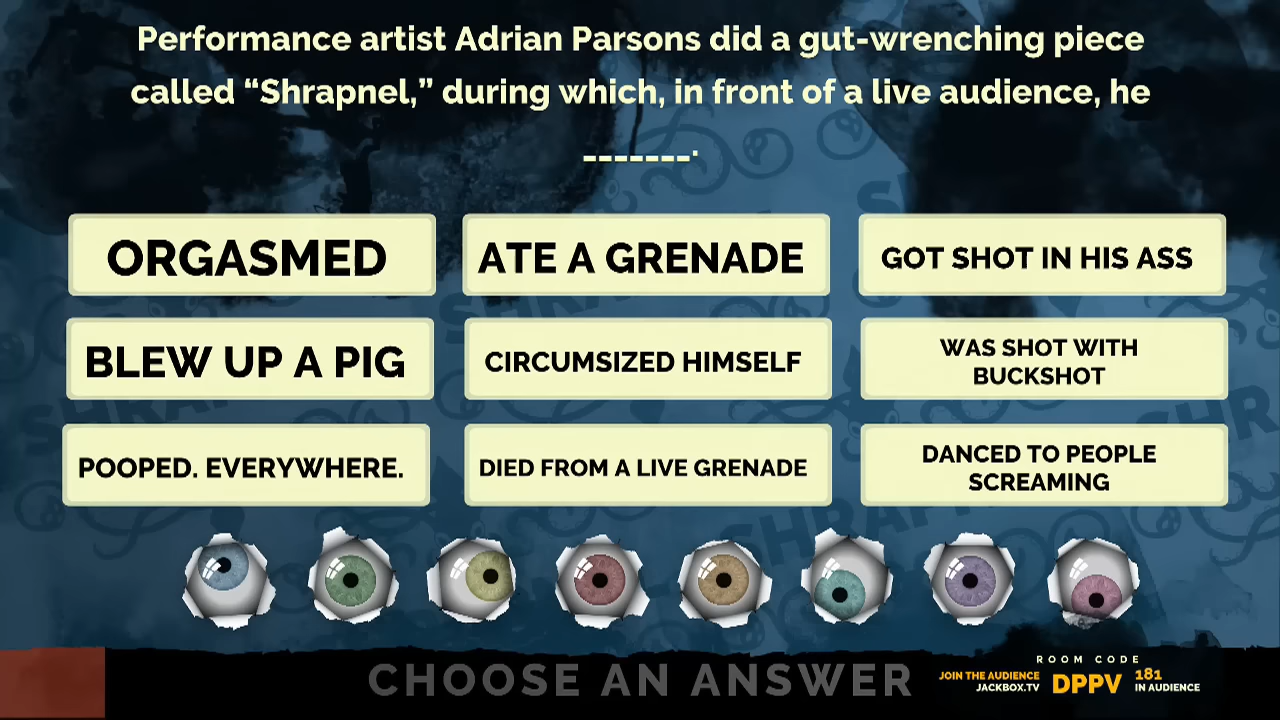 Performance artist Adrian Parsons did a gut-wrenching piece
called “Shrapnel,” during which, in front of a live audience, he
_______.
ORGASMED
ATE A GRENADE
GOT SHOT IN HIS ASS
BLEW UP A PIG
CIRCUMSIZED HIMSELF
WAS SHOT WITH
BUCKSHOT
POOPED. EVERYWHERE.
DIED FROM A LIVE GRENADE
DANCED TO PEOPLE
SCREAMING
CHOOSE AN ANSWER
ROOM CODE
JOIN THE AUDIENCE
JACKBOX.TV
DPPV
181
IN AUDIENCE